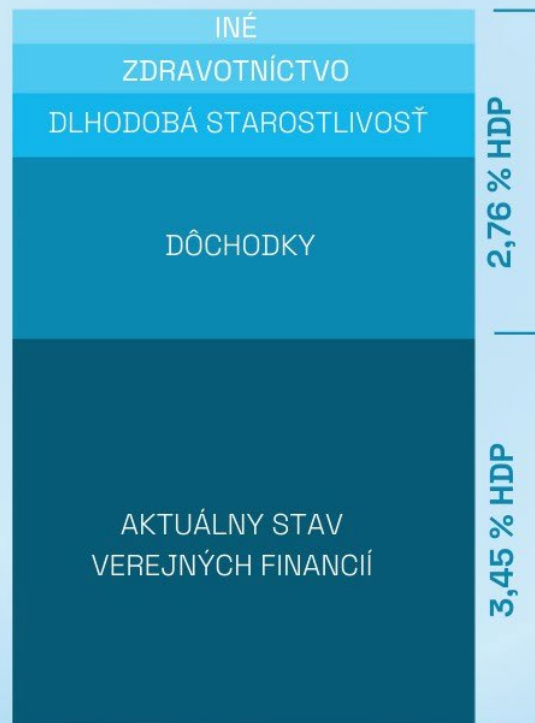 INÉ
ZDRAVOTNÍCTVO
DLHODOBÁ STAROSTLIVOSŤ
DÔCHODKY
2,76 % HDP
AKTUÁLNY STAV
VEREJNÝCH FINANCIÍ
3,45 % HDP